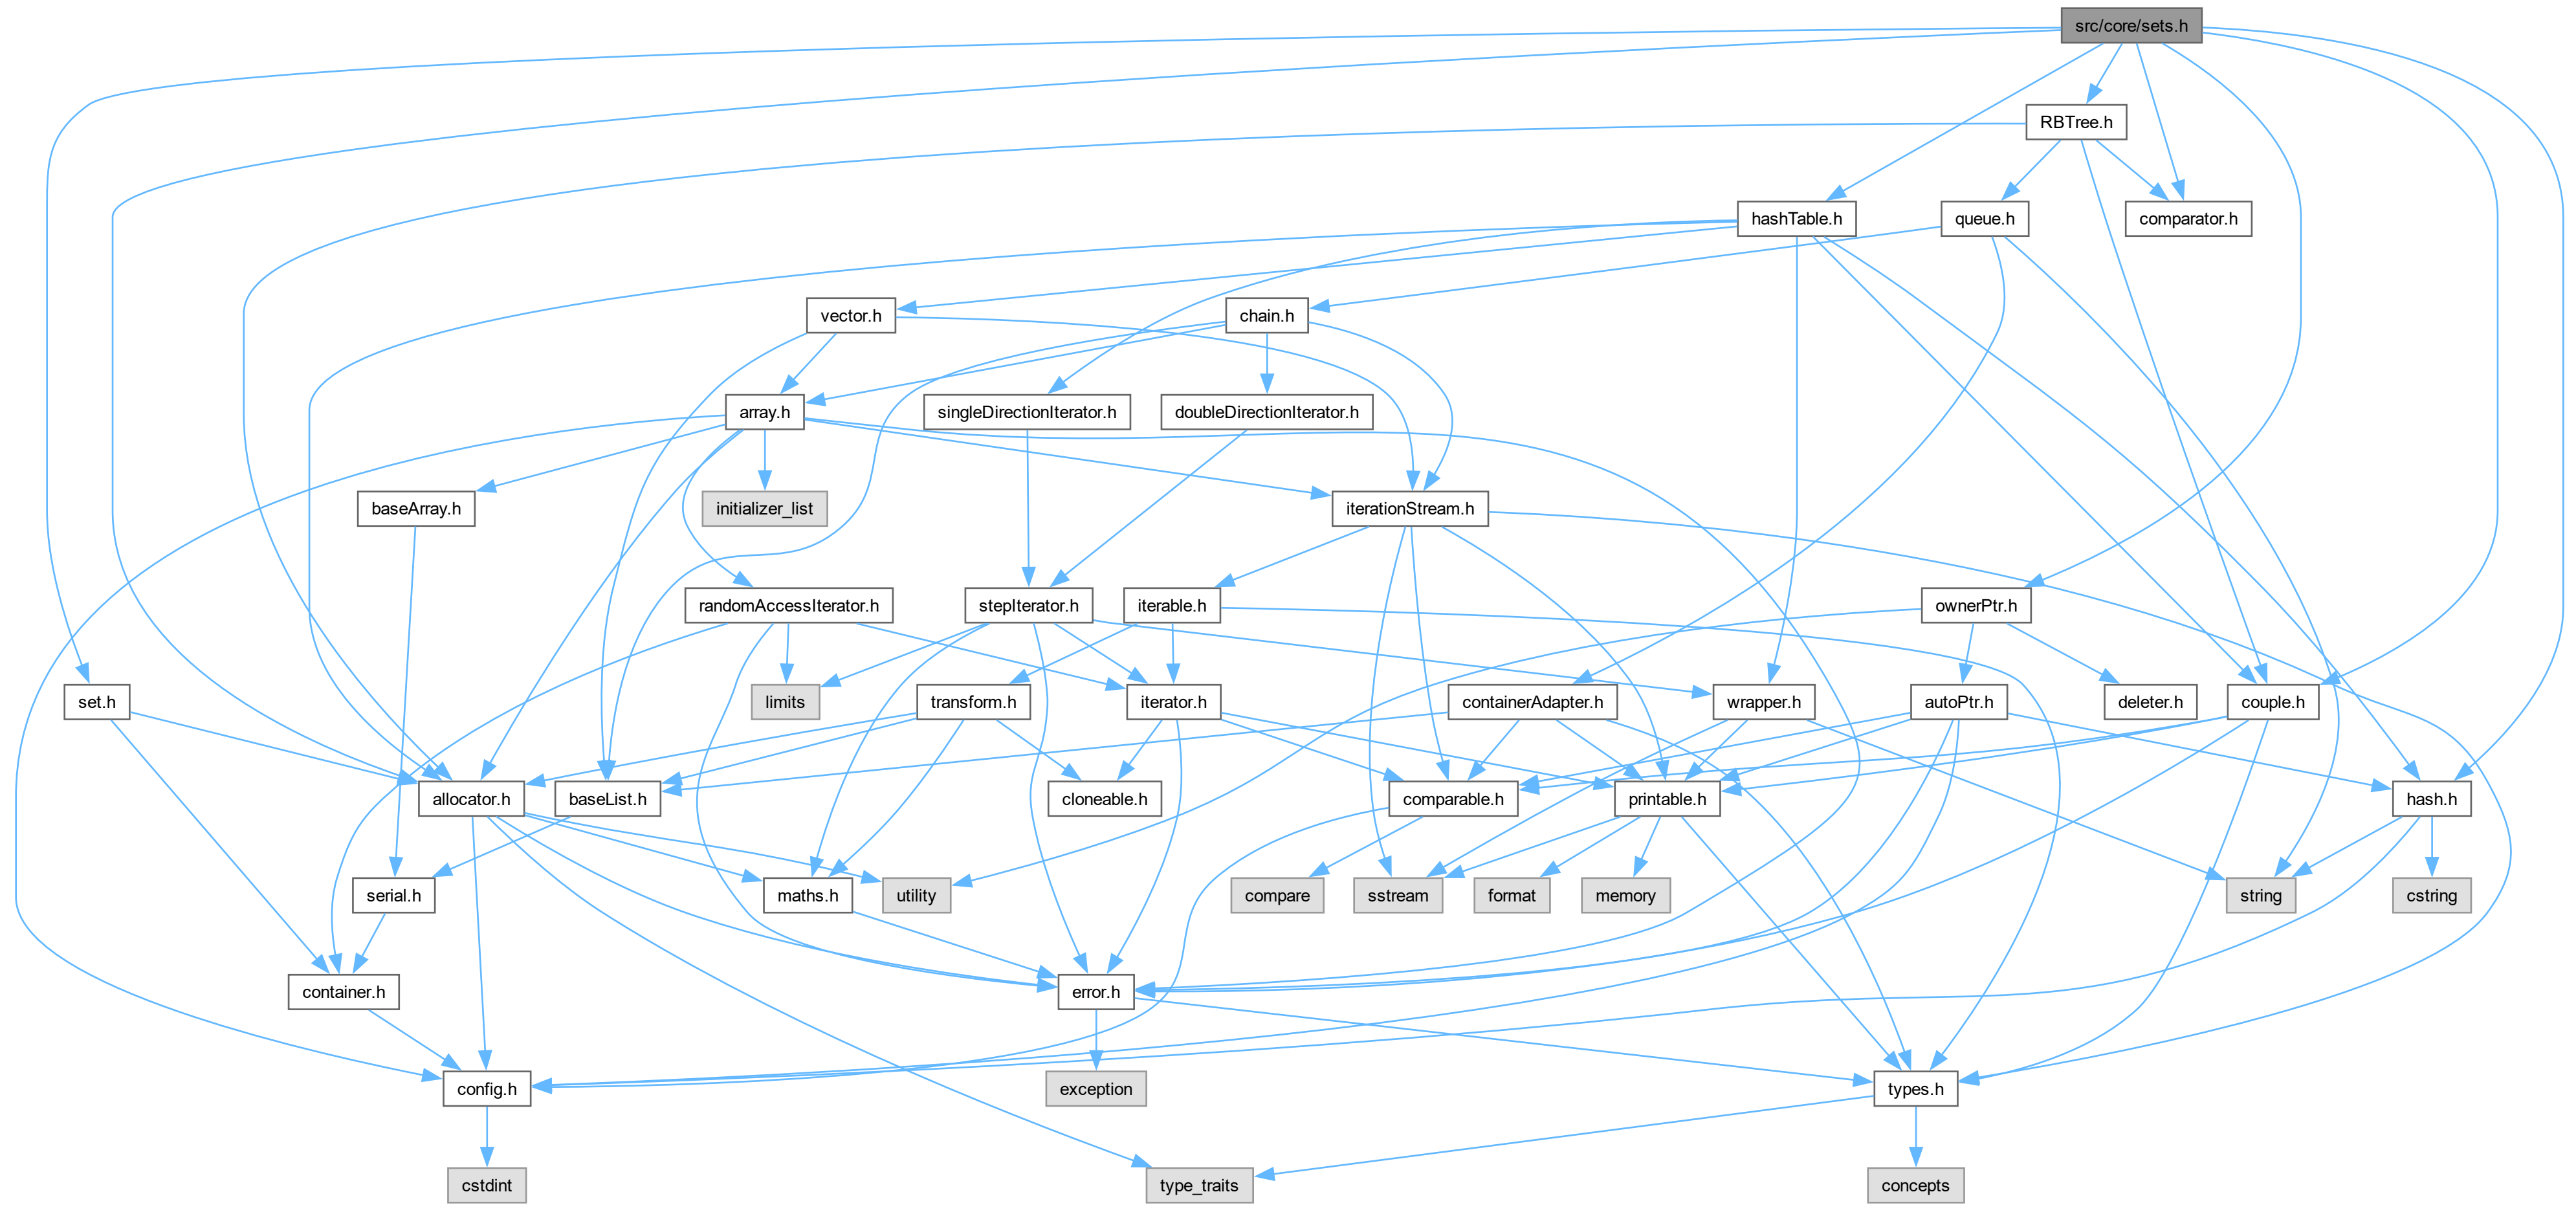 src/core/sets.h
RBTree.h
hashTable.h
queue.h
comparator.h
vector.h
chain.h
array.h
singleDirectionIterator.h
doubleDirectionIterator.h
baseArray.h
initializer_list
iterationStream.h
randomAccessIterator.h
stepIterator.h
iterable.h
ownerPtr.h
set.h
limits
transform.h
iterator.h
containerAdapter.h
wrapper.h
autoPtr.h
deleter.h
couple.h
allocator.h
baseList.h
cloneable.h
comparable.h
printable.h
hash.h
serial.h
maths.h
utility
compare
sstream
format
memory
string
cstring
container.h
error.h
config.h
exception
types.h
cstdint
type_traits
concepts